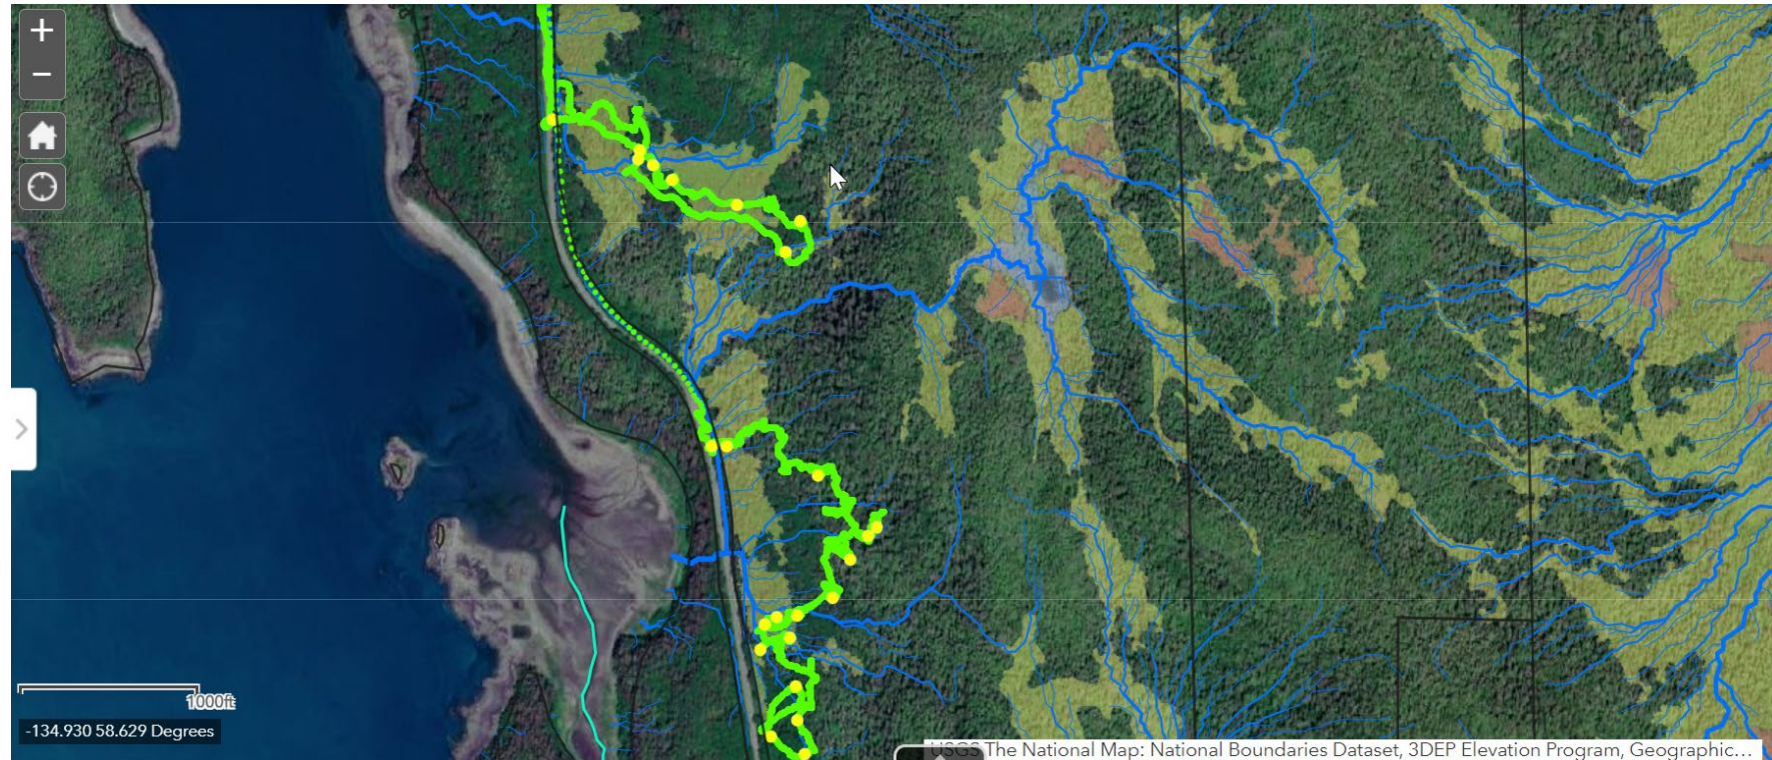 +
−
1000ft
-134.930 58.629 Degrees
USGS The National Map: National Boundaries Dataset, 3DEP Elevation Program, Geographic...